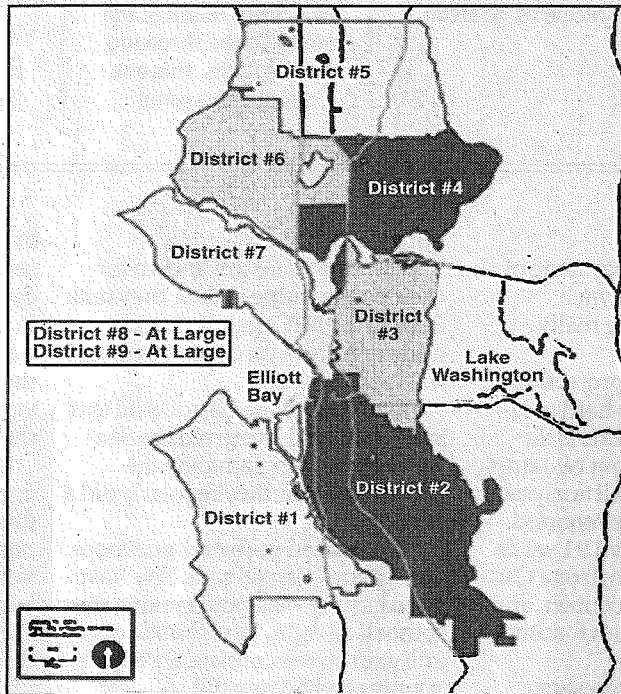 District #5
District #6
District #4
District #7
District
#3
District #8 - At Large
District #9 - At Large
Lake
Washington
Elliott
Bay
District #2
District #1